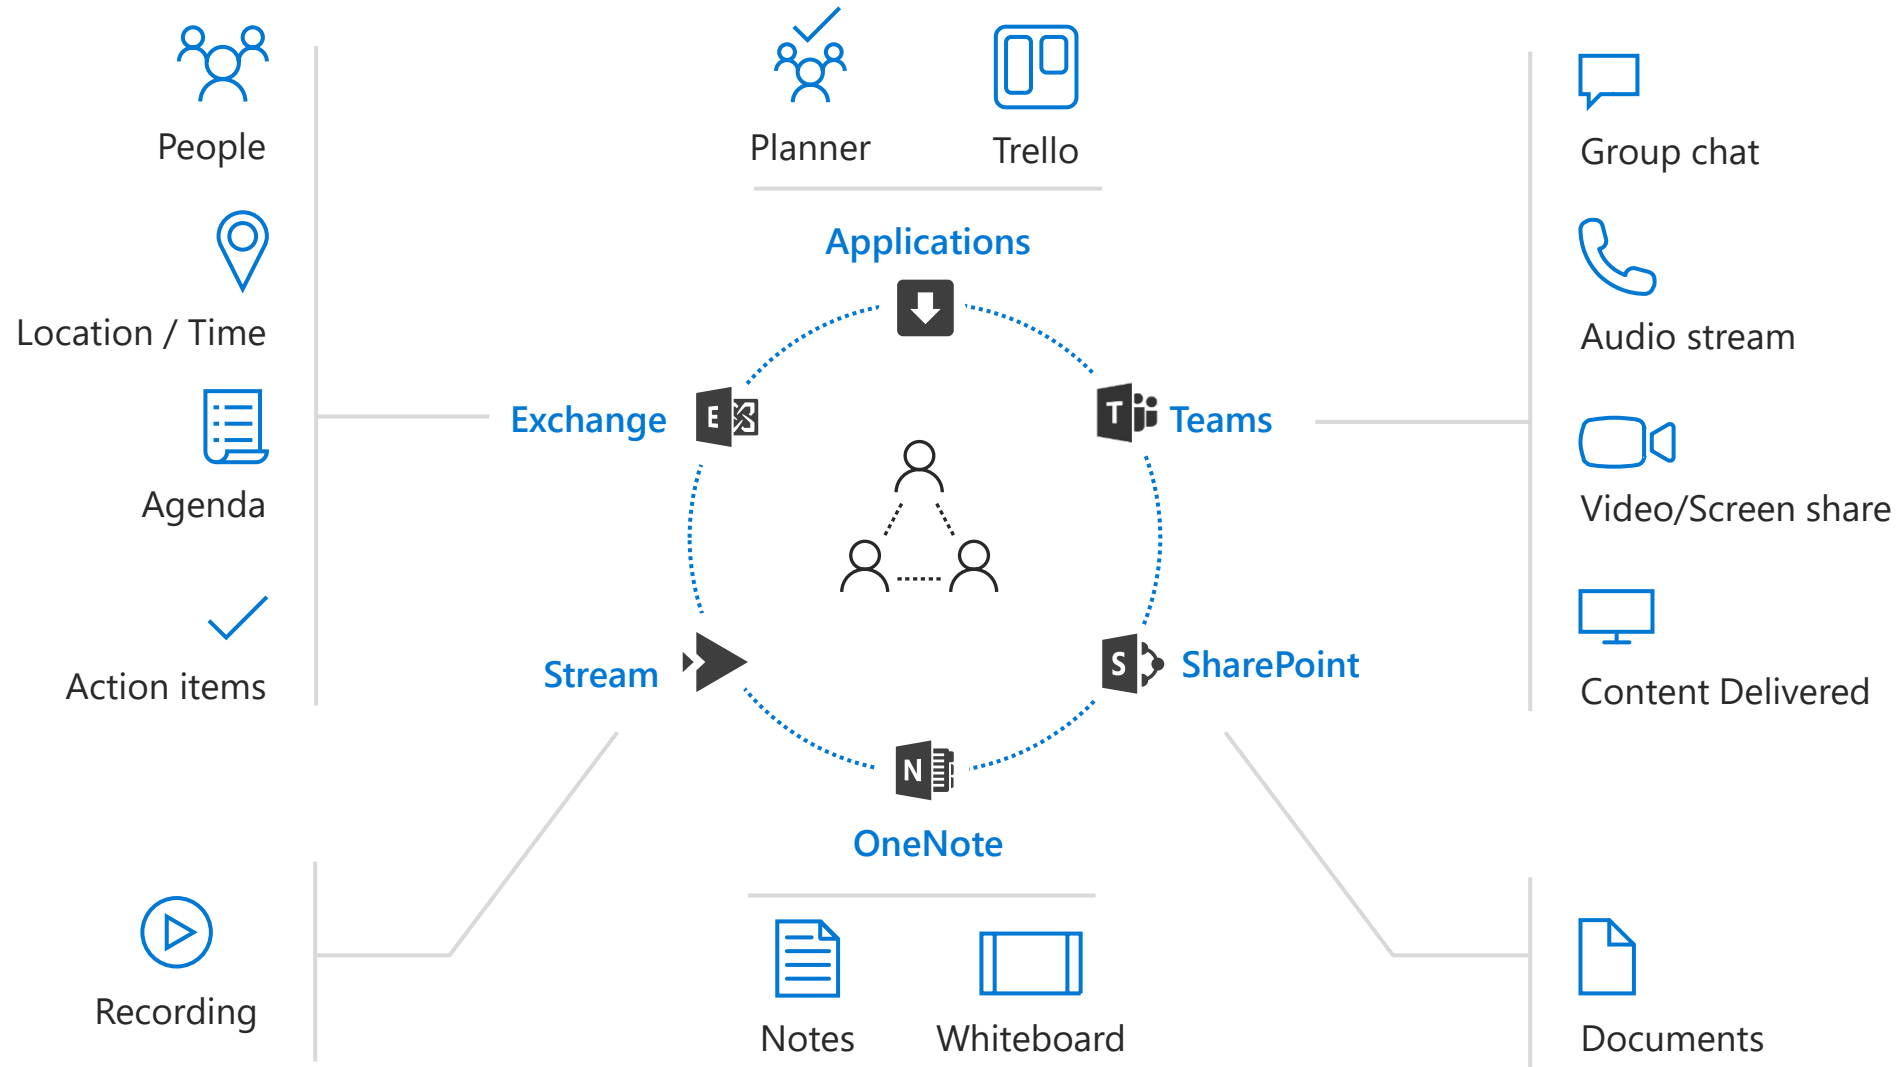 People
Location / Time
Agenda
Action items
Recording
Planner
Trello
Applications
Exchange
E
T
Teams
Stream
S
SharePoint
N
OneNote
Notes
Whiteboard
Group chat
Audio stream
Video/Screen share
Content Delivered
Documents